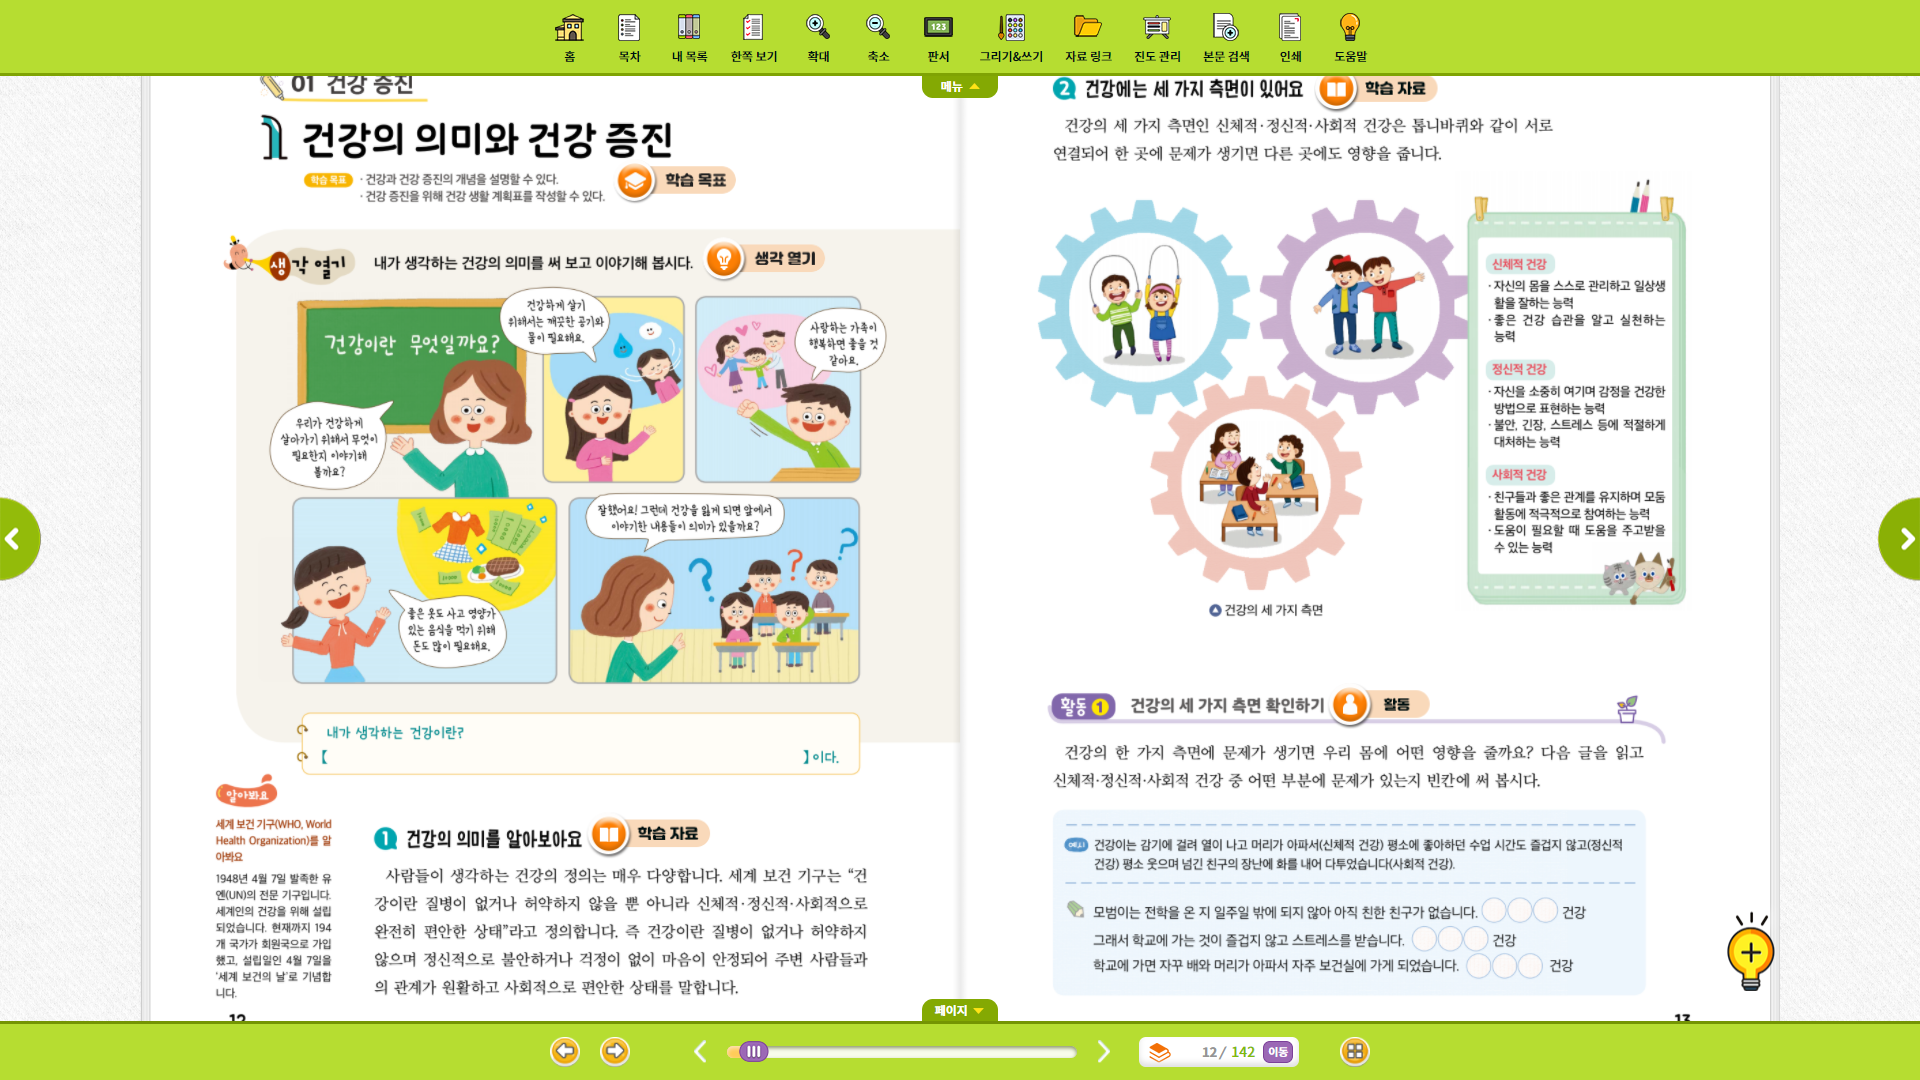 홈
목차
내 목록
한쪽 보기
확대
축소
판서
그리기&쓰기
자료 링크
진도 관리
본문 검색
인쇄
도움말
메뉴
01 건강 증진
1 건강의 의미와 건강 증진
학습 목표
· 건강과 건강 증진의 개념을 설명할 수 있다.
· 건강 증진을 위해 건강 생활 계획표를 작성할 수 있다.
학습 목표
생각 열기
내가 생각하는 건강의 의미를 써 보고 이야기해 봅시다.
생각 열기
건강이란 무엇일까요?
우리가 건강하게
살아가기 위해서 무엇이
필요한지 이야기해
볼까요?
건강하게 살기
위해서는 깨끗한 공기와
물이 필요해요.
사랑하는 가족이
행복하면 좋을 것
같아요.
좋은 옷도 사고 영양가
있는 음식을 먹기 위해
돈도 많이 필요해요.
잘했어요! 그런데 건강을 잃게 되면 앞에서
이야기한 내용들이 의미가 있을까요?
내가 생각하는 건강이란?
【 】이다.
알아봐요
세계 보건 기구(WHO, World
Health Organization)를 알
아봐요
1948년 4월 7일 발족한 유
엔(UN)의 전문 기구입니다.
세계인의 건강을 위해 설립
되었습니다. 현재까지 194
개 국가가 회원국으로 가입
했고, 설립일인 4월 7일을
'세계 보건의 날'로 기념합
니다.
1 건강의 의미를 알아보아요
학습 자료
사람들이 생각하는 건강의 정의는 매우 다양합니다. 세계 보건 기구는 “건
강이란 질병이 없거나 허약하지 않을 뿐 아니라 신체적·정신적·사회적으로
완전히 편안한 상태”라고 정의합니다. 즉 건강이란 질병이 없거나 허약하지
않으며 정신적으로 불안하거나 걱정이 없이 마음이 안정되어 주변 사람들과
의 관계가 원활하고 사회적으로 편안한 상태를 말합니다.
12
2 건강에는 세 가지 측면이 있어요
학습 자료
건강의 세 가지 측면인 신체적·정신적·사회적 건강은 톱니바퀴와 같이 서로
연결되어 한 곳에 문제가 생기면 다른 곳에도 영향을 줍니다.
신체적 건강
· 자신의 몸을 스스로 관리하고 일상생
활을 잘하는 능력
· 좋은 건강 습관을 알고 실천하는
능력
정신적 건강
· 자신을 소중히 여기며 감정을 건강한
방법으로 표현하는 능력
· 불안, 긴장, 스트레스 등에 적절하게
대처하는 능력
사회적 건강
· 친구들과 좋은 관계를 유지하며 모둠
활동에 적극적으로 참여하는 능력
· 도움이 필요할 때 도움을 주고받을
수 있는 능력
건강의 세 가지 측면
활동 1
건강의 세 가지 측면 확인하기
활동
건강의 한 가지 측면에 문제가 생기면 우리 몸에 어떤 영향을 줄까요? 다음 글을 읽고
신체적·정신적·사회적 건강 중 어떤 부분에 문제가 있는지 빈칸에 써 봅시다.
예시
건강이는 감기에 걸려 열이 나고 머리가 아파서(신체적 건강) 평소에 좋아하던 수업 시간도 즐겁지 않고(정신적
건강) 평소 웃으며 넘긴 친구의 장난에 화를 내어 다투었습니다(사회적 건강).
모범이는 전학을 온 지 일주일 밖에 되지 않아 아직 친한 친구가 없습니다. 건강
그래서 학교에 가는 것이 즐겁지 않고 스트레스를 받습니다. 건강
학교에 가면 자꾸 배와 머리가 아파서 자주 보건실에 가게 되었습니다. 건강
13
페이지
12 / 142 이동